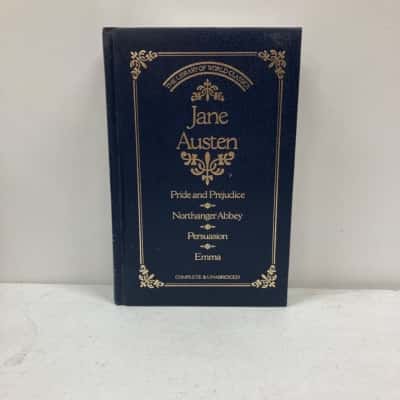 THE LIBRARY OF WORLD CLASSICS
Jane
Austen
Pride and Prejudice
Northanger Abbey
Persuasion
Emma
COMPLETE & UNABRIDGED